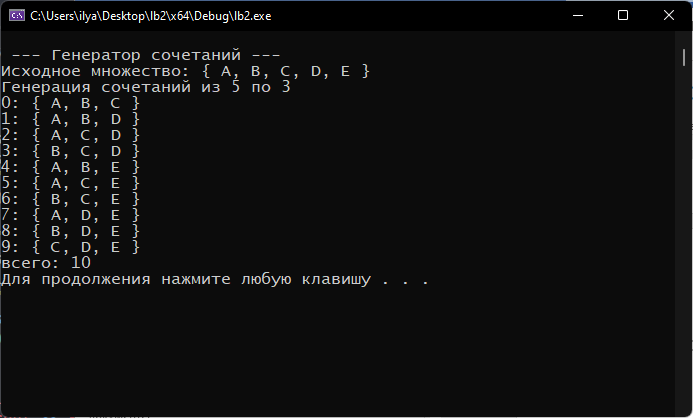 C:\Users\ilya\Desktop\lb2\x64\Debug\lb2.exe
--- Генератор сочетаний ---
Исходное множество: { A, B, C, D, E }
Генерация сочетаний из 5 по 3
0: { A, B, C }
1: { A, B, D }
2: { A, C, D }
3: { B, C, D }
4: { A, B, E }
5: { A, C, E }
6: { B, C, E }
7: { A, D, E }
8: { B, D, E }
9: { C, D, E }
всего: 10
Для продолжения нажмите любую клавишу . . .